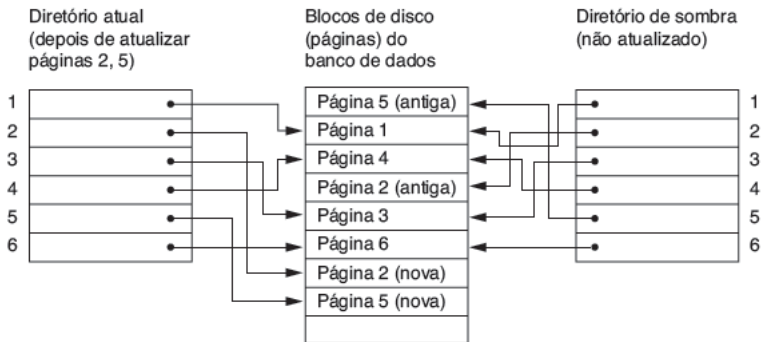 Diretório atual
(depois de atualizar
páginas 2, 5)
Blocos de disco
(páginas) do
banco de dados
Diretório de sombra
(não atualizado)
1
2
3
4
5
6
Página 5 (antiga)
Página 1
Página 4
Página 2 (antiga)
Página 3
Página 6
Página 2 (nova)
Página 5 (nova)
1
2
3
4
5
6